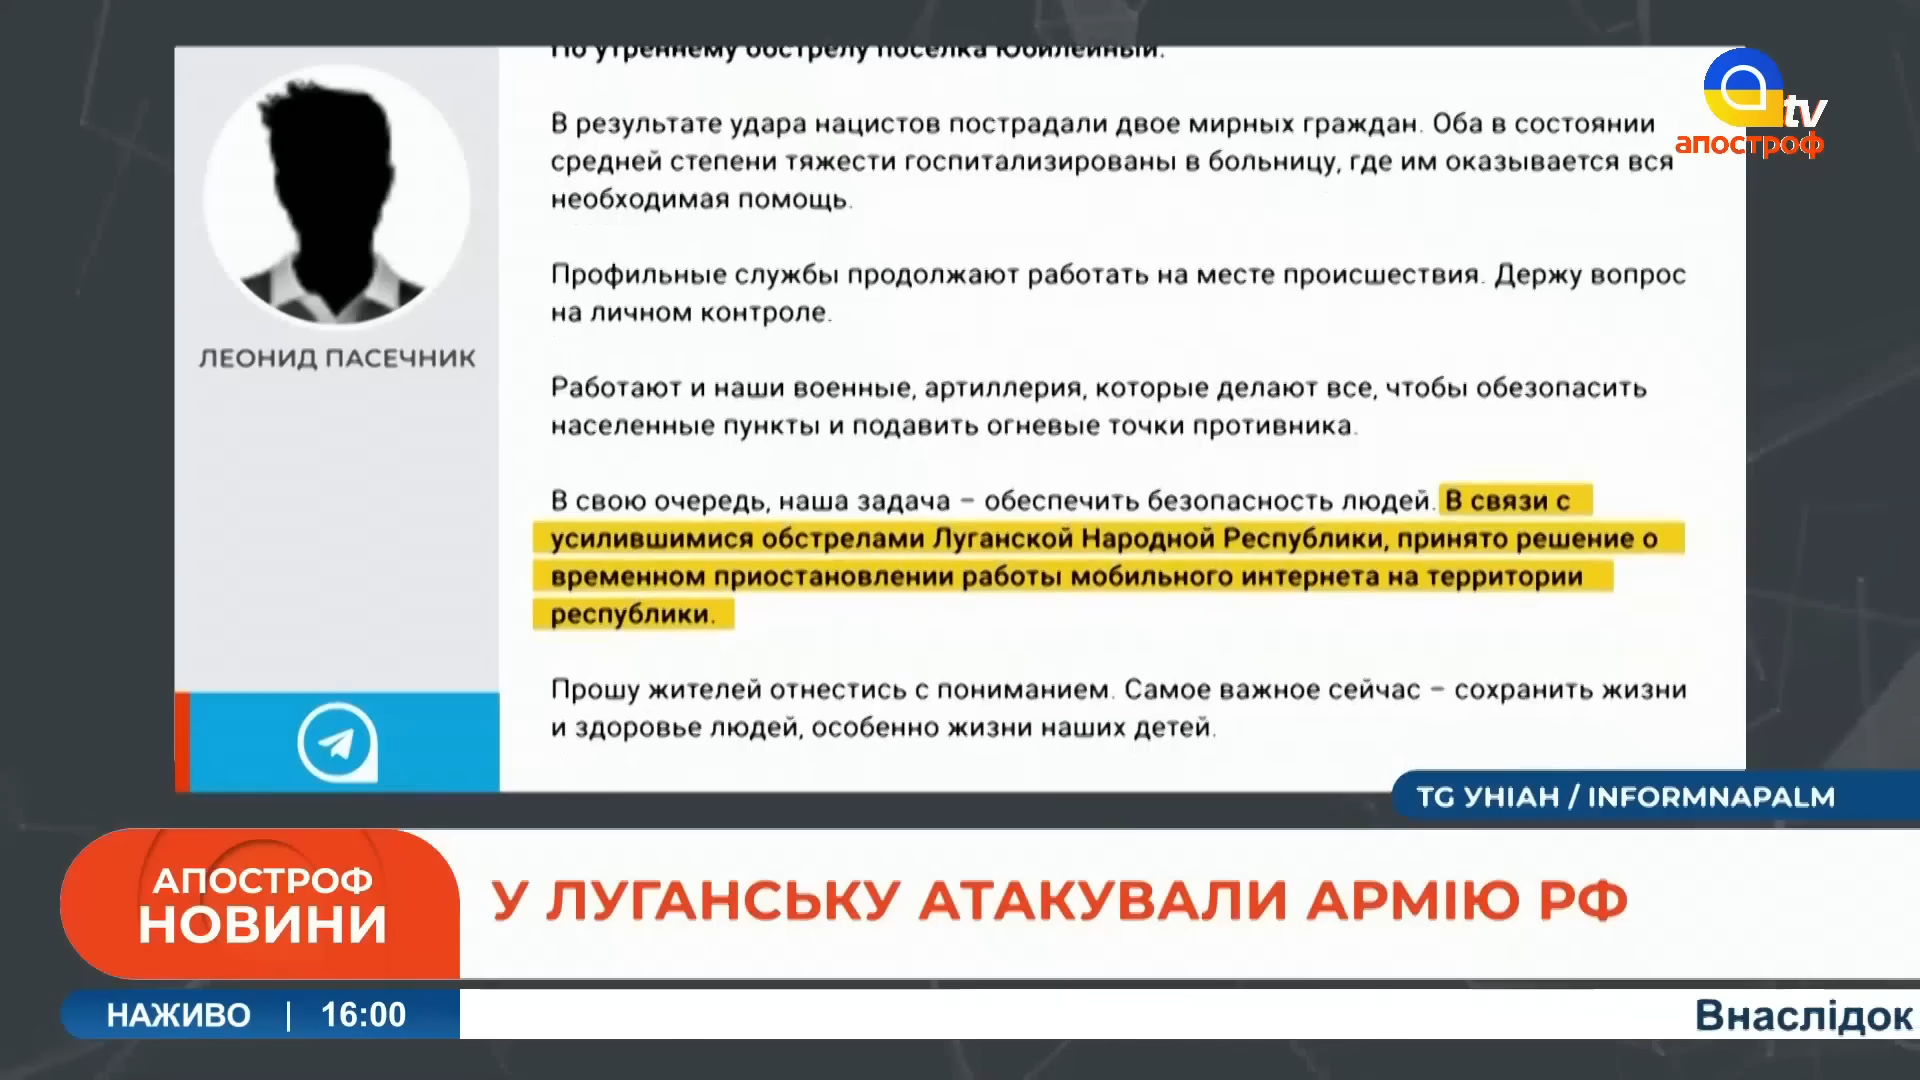 По утреннему обстрелу поселка Юбилейный.
tv
апостроф
В результате удара нацистов пострадали двое мирных граждан. Оба в состоянии
средней степени тяжести госпитализированы в больницу, где им оказывается вся
необходимая помощь.
Профильные службы продолжают работать на месте происшествия. Держу вопрос
на личном контроле.
ЛЕОНИД ПАСЕЧНИК
Работают и наши военные, артиллерия, которые делают все, чтобы обезопасить
населенные пункты и подавить огневые точки противника.
В свою очередь, наша задача – обеспечить безопасность людей. В связи с
усилившимися обстрелами Луганской Народной Республики, принято решение о
временном приостановлении работы мобильного интернета на территории
республики.
Прошу жителей отнестись с пониманием. Самое важное сейчас – сохранить жизни
и здоровье людей, особенно жизни наших детей.
TG УНІАН / INFORMNAPALM
АПОСТРОФ
НОВИНИ
У ЛУГАНСЬКУ АТАКУВАЛИ АРМІЮ РФ
НАЖИВО | 16:00
Внаслідок